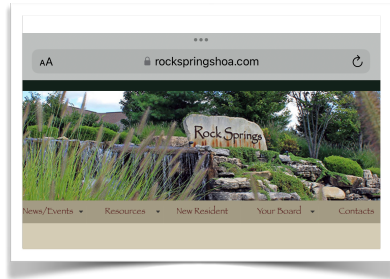 AA rockspringshoa.com
Rock Springs
News/Events Resources New Resident Your Board Contacts